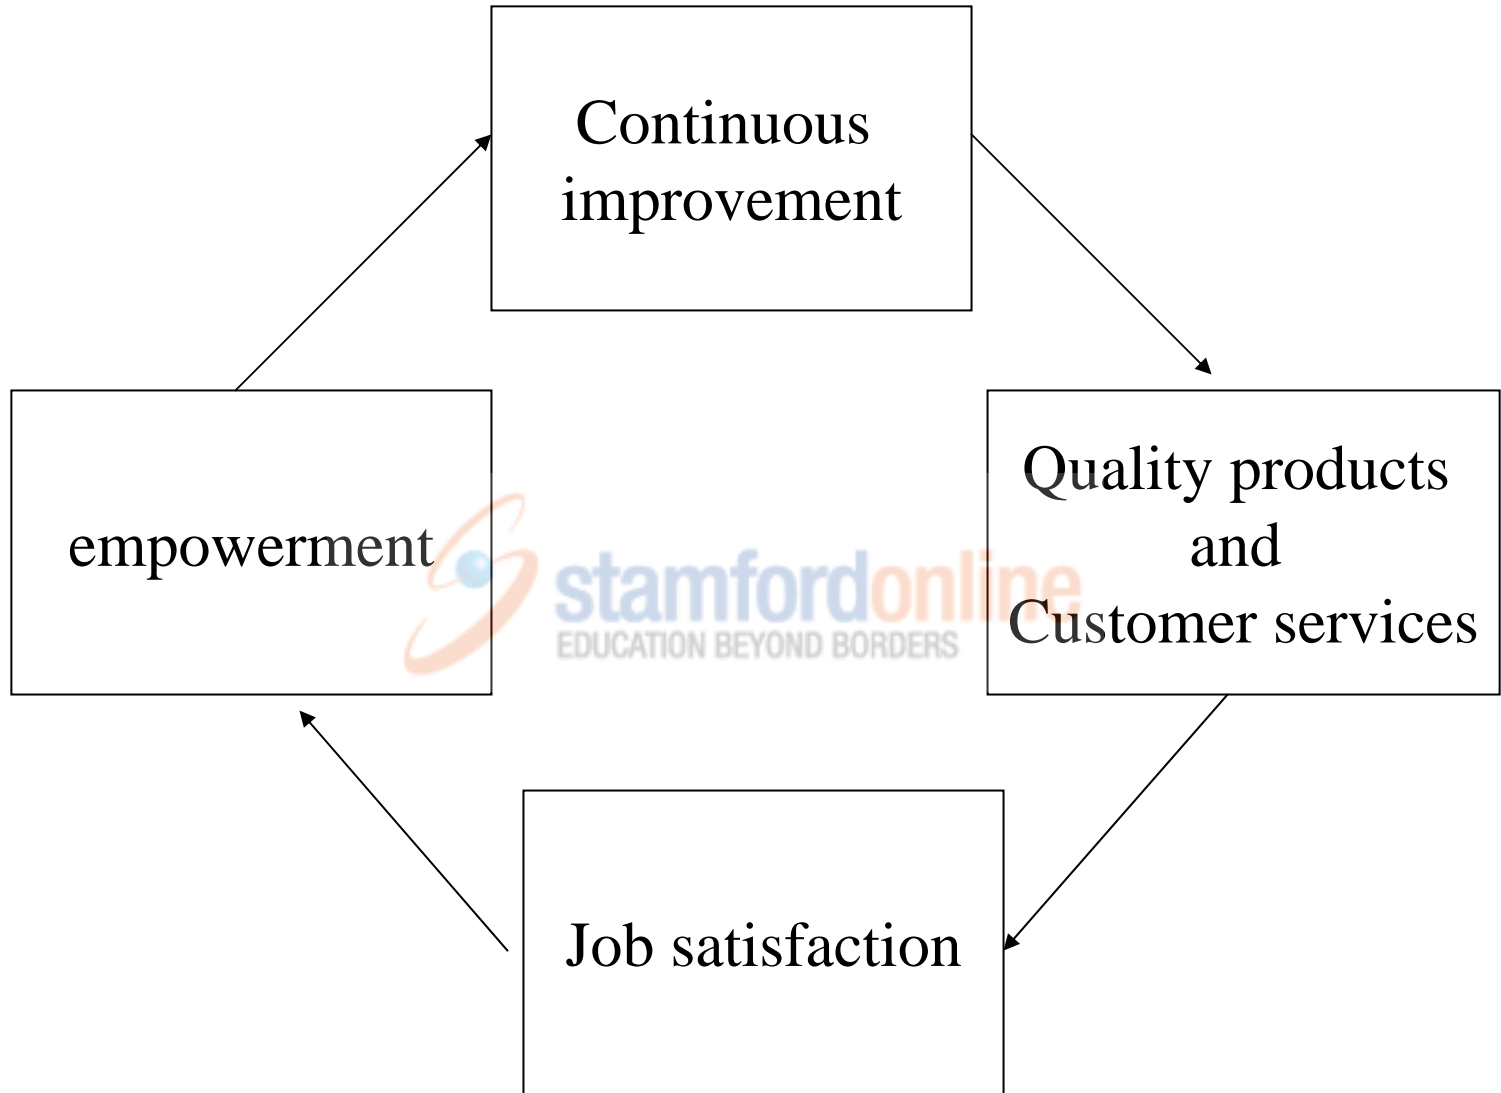 Continuous
improvement
empowerment
Quality products
and
Customer services
stamfordonline
EDUCATION BEYOND BORDERS
Job satisfaction